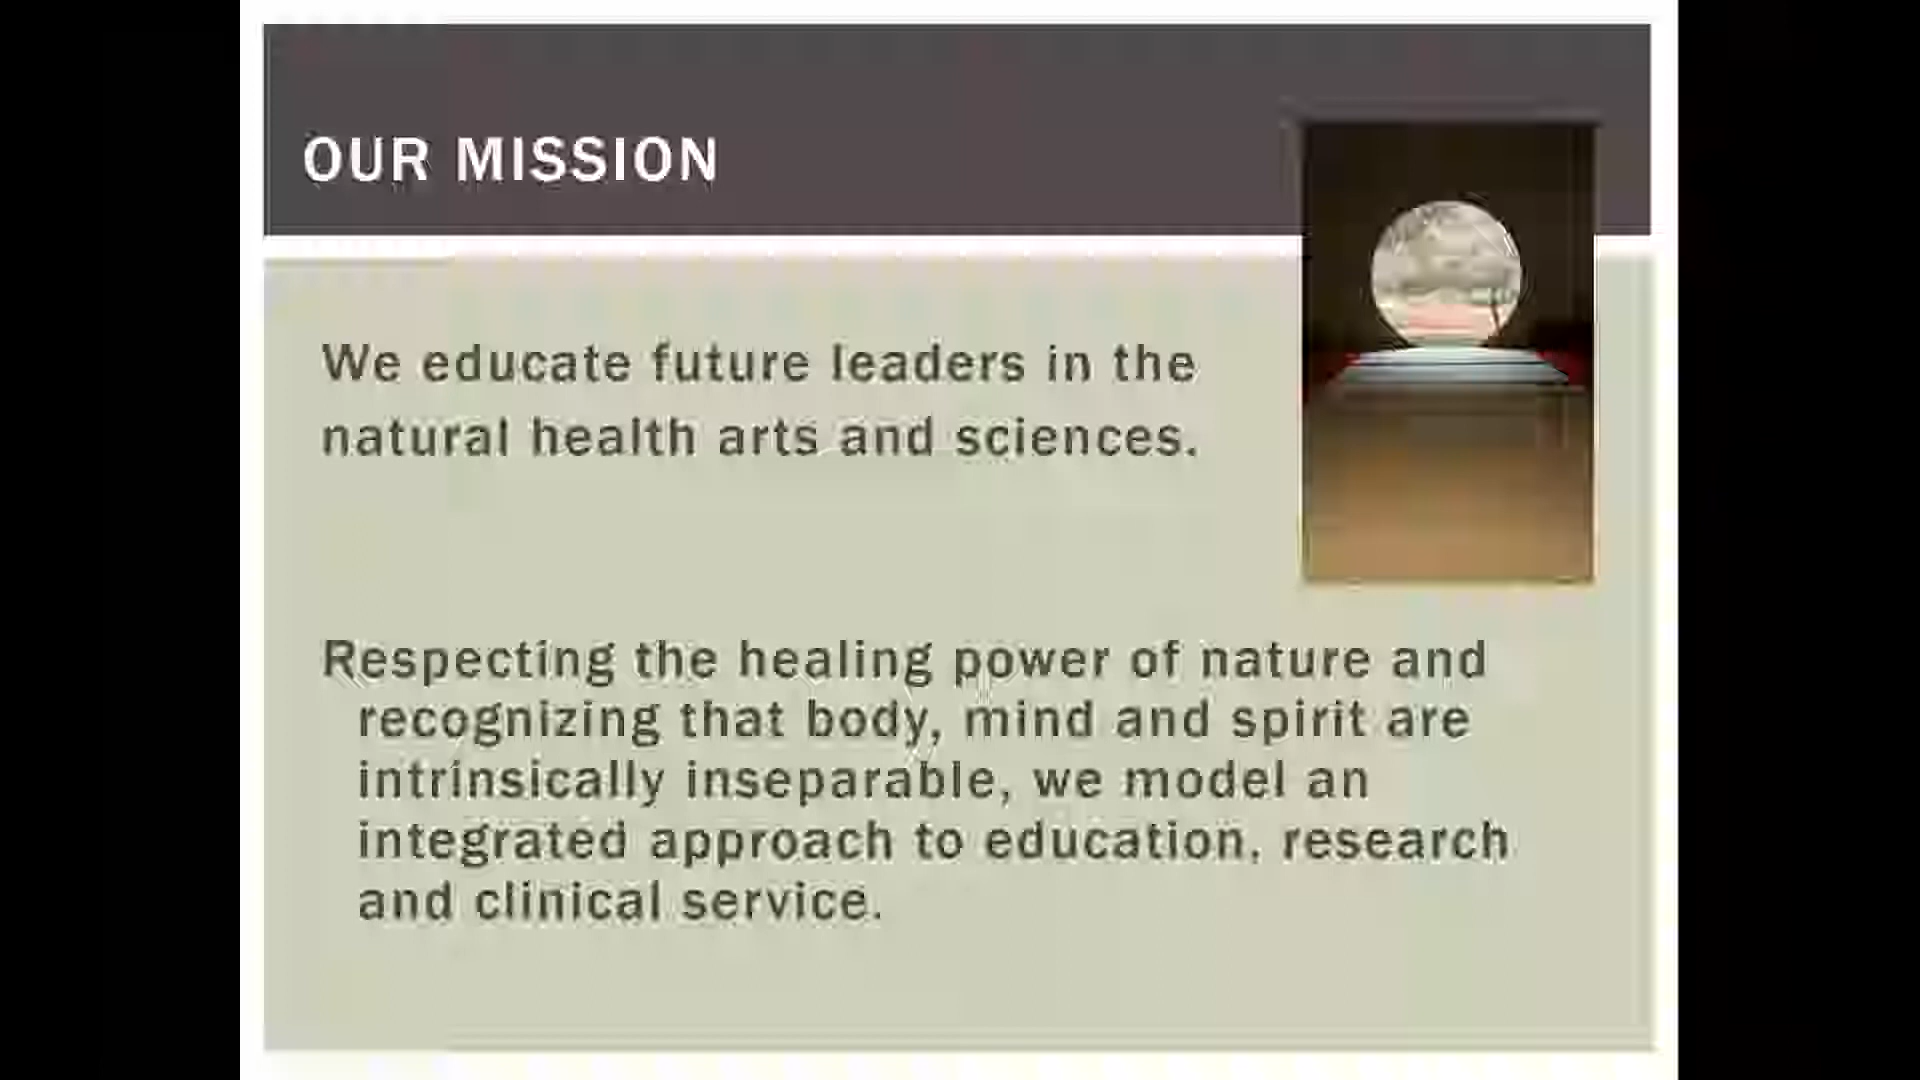 OUR MISSION
We educate future leaders in the
natural health arts and sciences.
Respecting the healing power of nature and
recognizing that body, mind and spirit are
intrinsically inseparable, we model an
integrated approach to education, research
and clinical service.